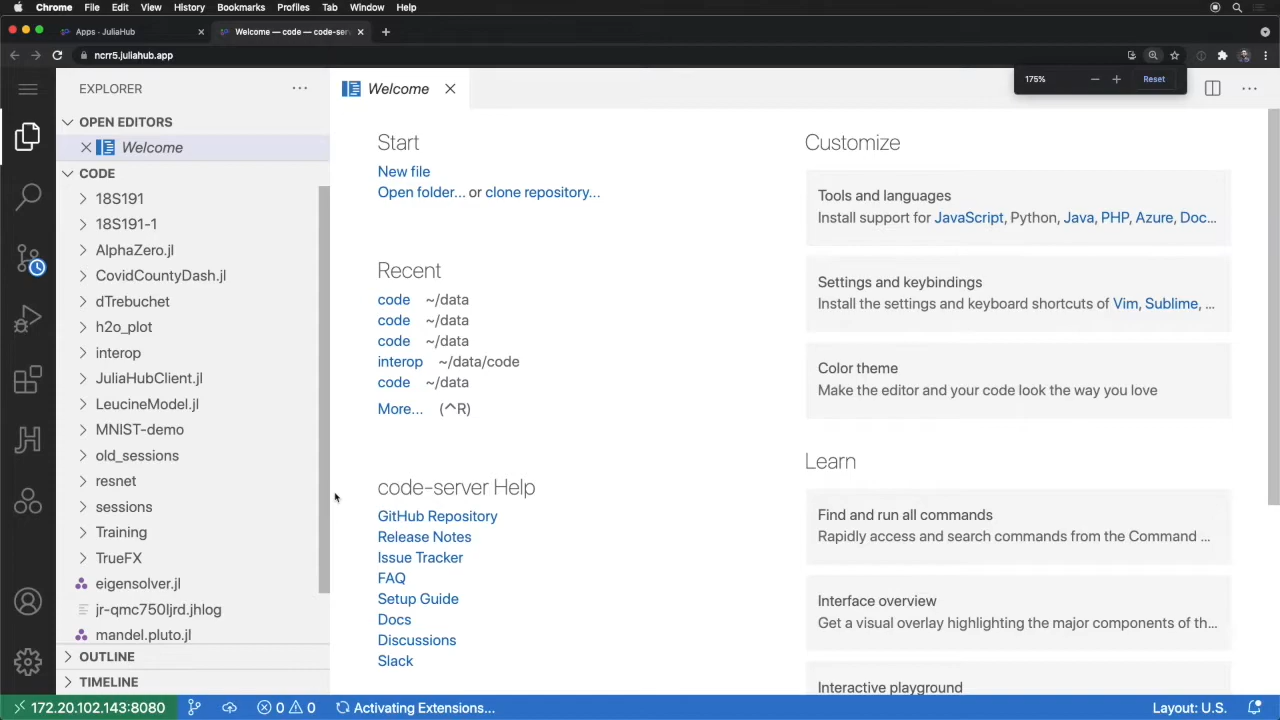 Chrome File Edit View History Bookmarks Profiles Tab Window Help
Apps · JuliaHub
Welcome — code — code-serv
ncrr5.juliahub.app
EXPLORER
Welcome
175% Reset
OPEN EDITORS
Welcome
CODE
18S191
18S191-1
AlphaZero.jl
CovidCountyDash.jl
dTrebuchet
h2o_plot
interop
JuliaHubClient.jl
LeucineModel.jl
MNIST-demo
old_sessions
resnet
sessions
Training
TrueFX
eigensolver.jl
jr-qmc750ljrd.jhlog
mandel.pluto.jl
OUTLINE
TIMELINE
Start
New file
Open folder... or clone repository...
Recent
code ~/data
code ~/data
code ~/data
interop ~/data/code
code ~/data
More... (^R)
code-server Help
GitHub Repository
Release Notes
Issue Tracker
FAQ
Setup Guide
Docs
Discussions
Slack
Customize
Tools and languages
Install support for JavaScript, Python, Java, PHP, Azure, Doc...
Settings and keybindings
Install the settings and keyboard shortcuts of Vim, Sublime, ...
Color theme
Make the editor and your code look the way you love
Learn
Find and run all commands
Rapidly access and search commands from the Command ...
Interface overview
Get a visual overlay highlighting the major components of th...
Interactive playground
172.20.102.143:8080 0 0 Activating Extensions... Layout: U.S.